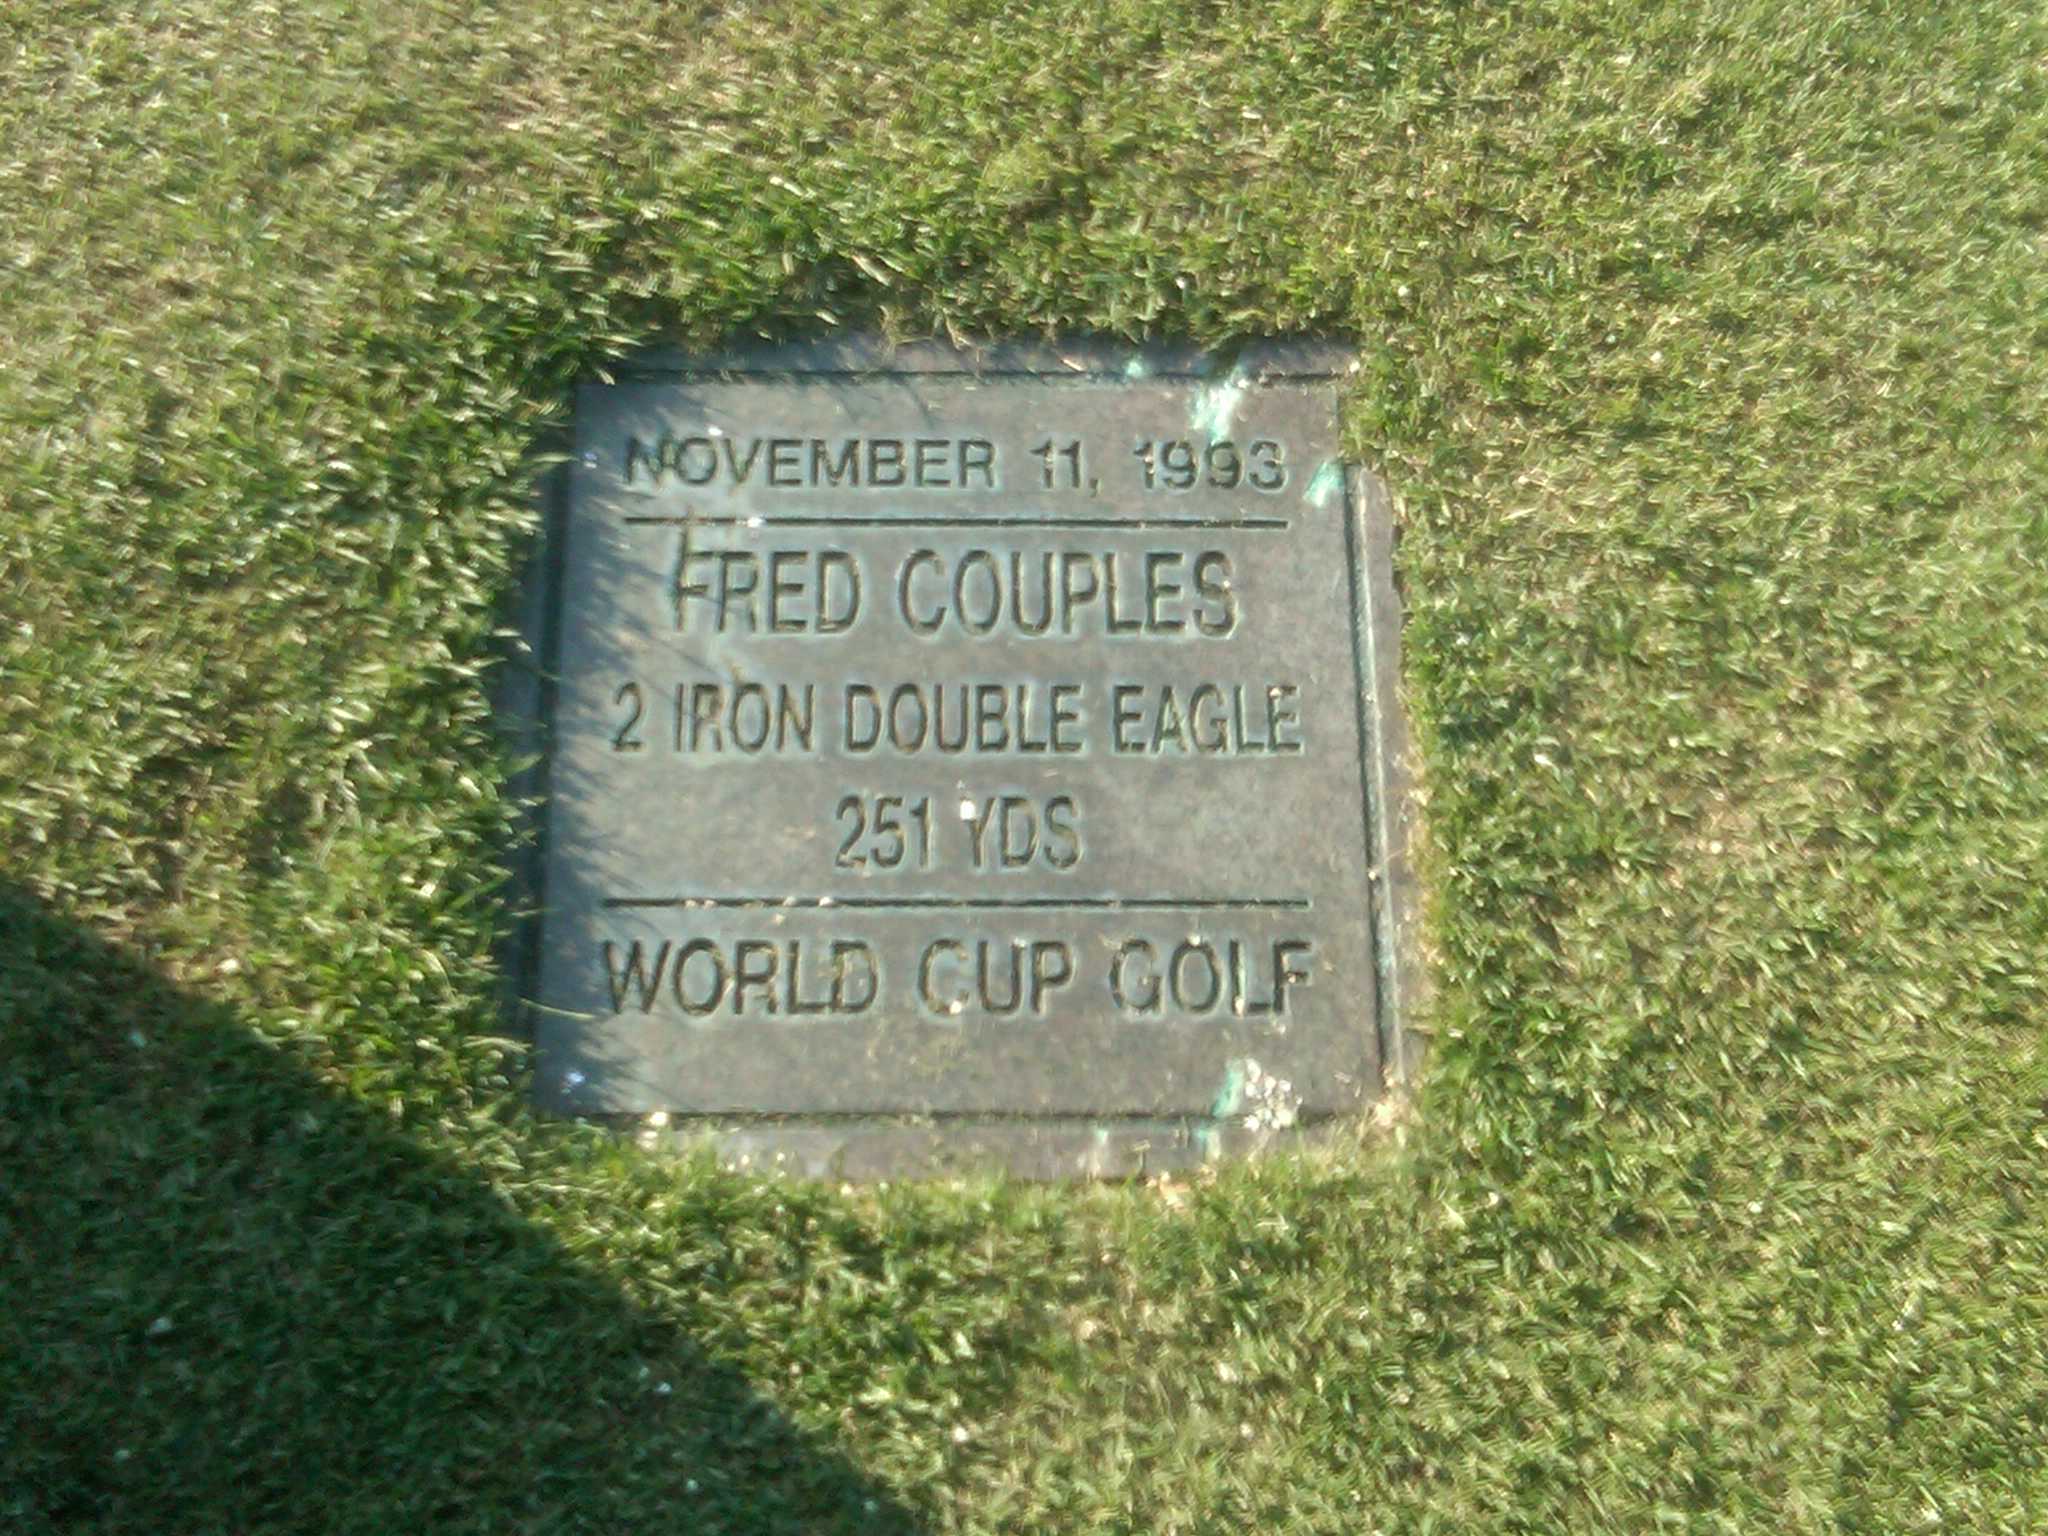 NOVEMBER 11, 1993
FRED COUPLES
2 IRON DOUBLE EAGLE
251 YDS
WORLD CUP GOLF